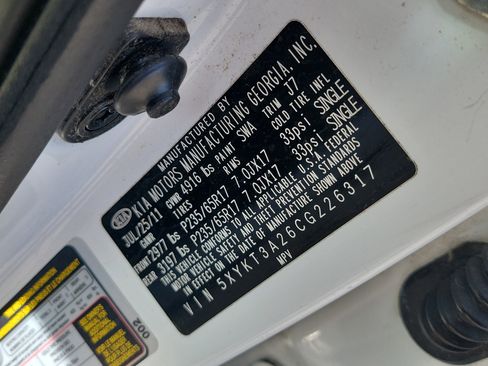 MANUFACTURED BY
KIA KIA MOTORS MANUFACTURING GEORGIA, INC.
JUL/25/11 GVWR 4916 lbs PAINT SWA TRIM J7
GAWR TIRES RIMS COLD TIRE INFL
FRONT 2977 lbs P235/65R17 7.0JX17 33psi SINGLE
REAR 3197 lbs P235/65R17 7.0JX17 33psi SINGLE
THIS VEHICLE CONFORMS TO ALL APPLICABLE U.S.A. FEDERAL
MOTOR VEHICLE SAFETY AND THEFT PREVENTION STANDARDS
IN EFFECT ON THE DATE OF MANUFACTURE SHOWN ABOVE.
VIN 5XYKT3A26CG226317
MPV
002